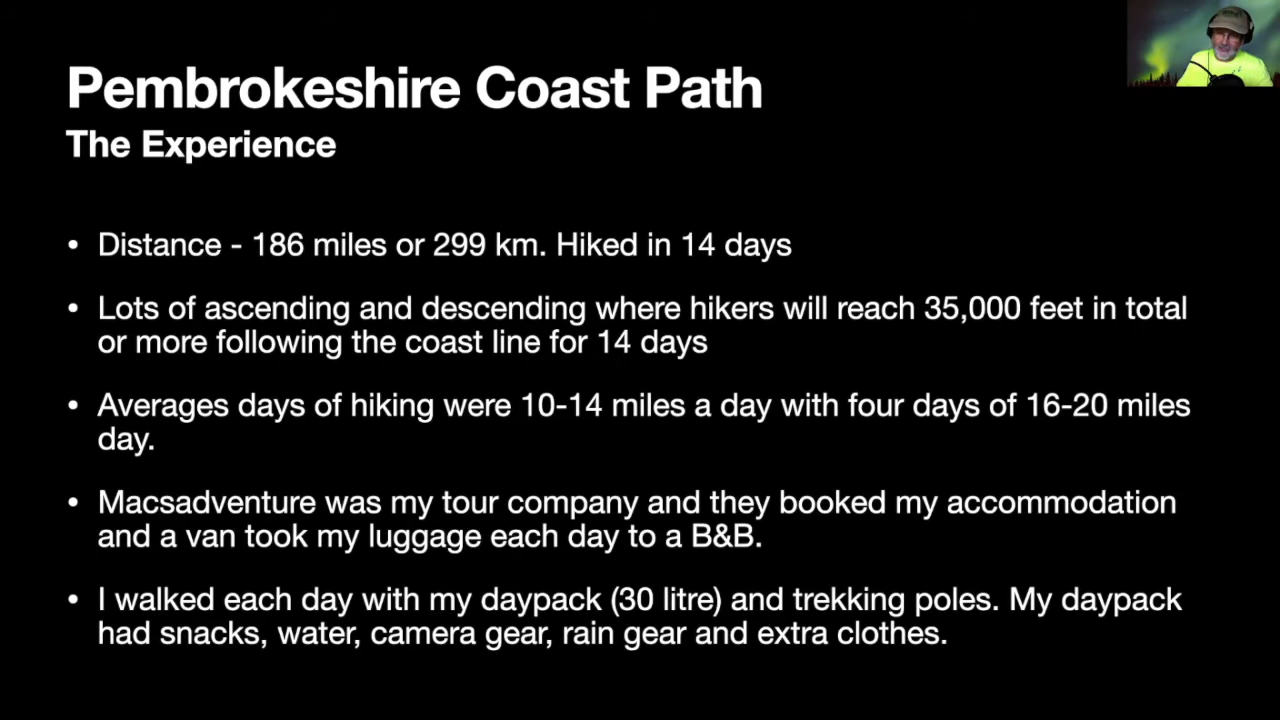 Pembrokeshire Coast Path
The Experience
• Distance - 186 miles or 299 km. Hiked in 14 days
• Lots of ascending and descending where hikers will reach 35,000 feet in total
or more following the coast line for 14 days
• Averages days of hiking were 10-14 miles a day with four days of 16-20 miles
day.
• Macsadventure was my tour company and they booked my accommodation
and a van took my luggage each day to a B&B.
• I walked each day with my daypack (30 litre) and trekking poles. My daypack
had snacks, water, camera gear, rain gear and extra clothes.